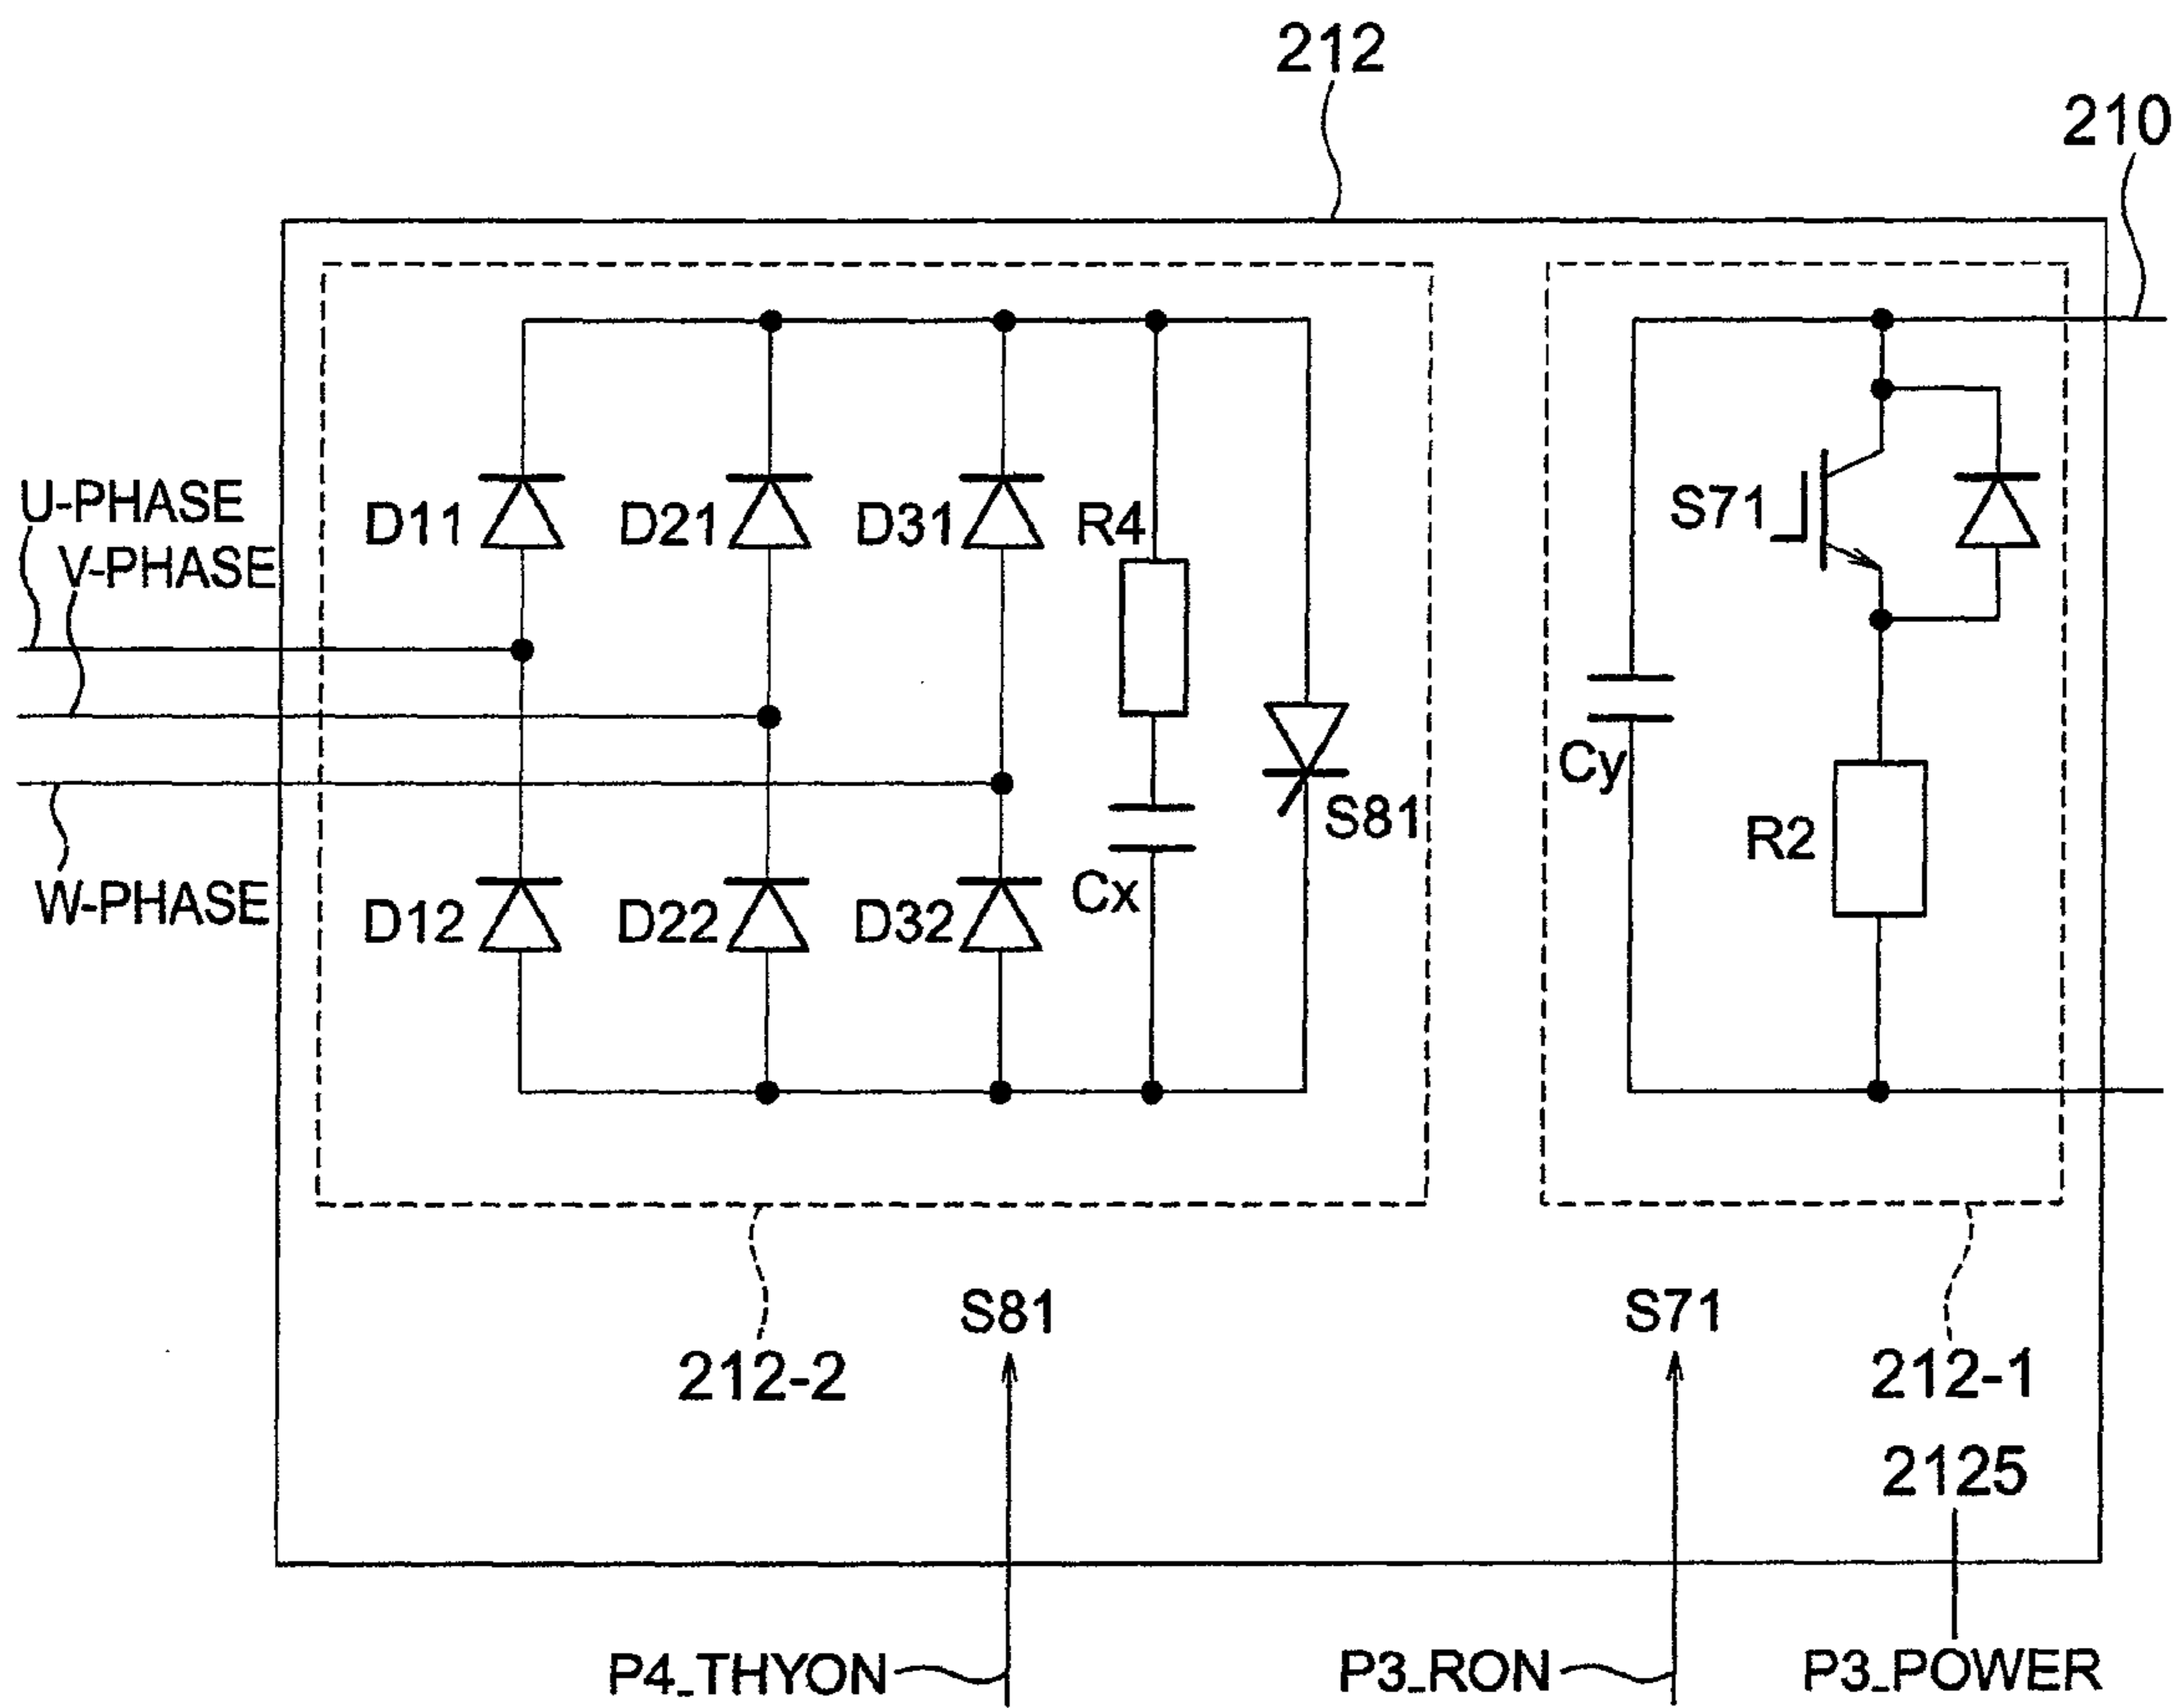 212
210
U-PHASE
V-PHASE
W-PHASE
D11
D21
D31
R4
S71
Cy
S81
R2
Cx
D12
D22
D32
S81
S71
212-2
212-1
2125
P4_THYON
P3_RON
P3_POWER